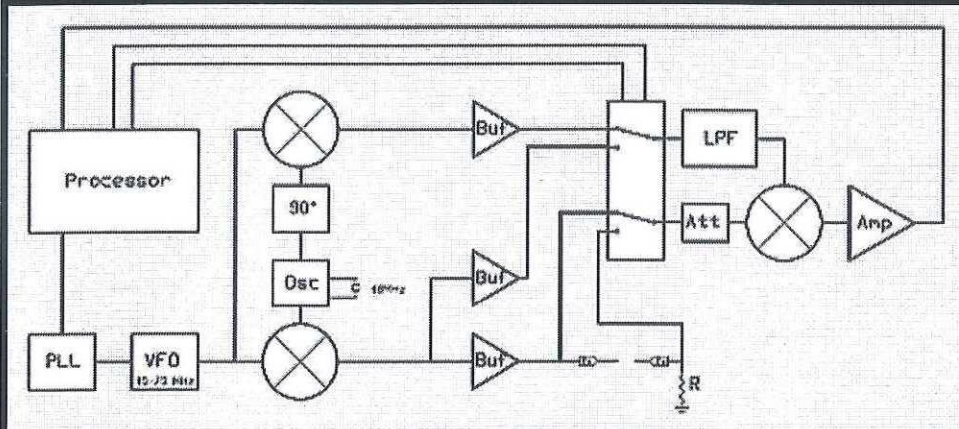 Buf
LPF
Processor
90°
Att
Amp
Osc
Buf
PLL
VFO
Buf
R